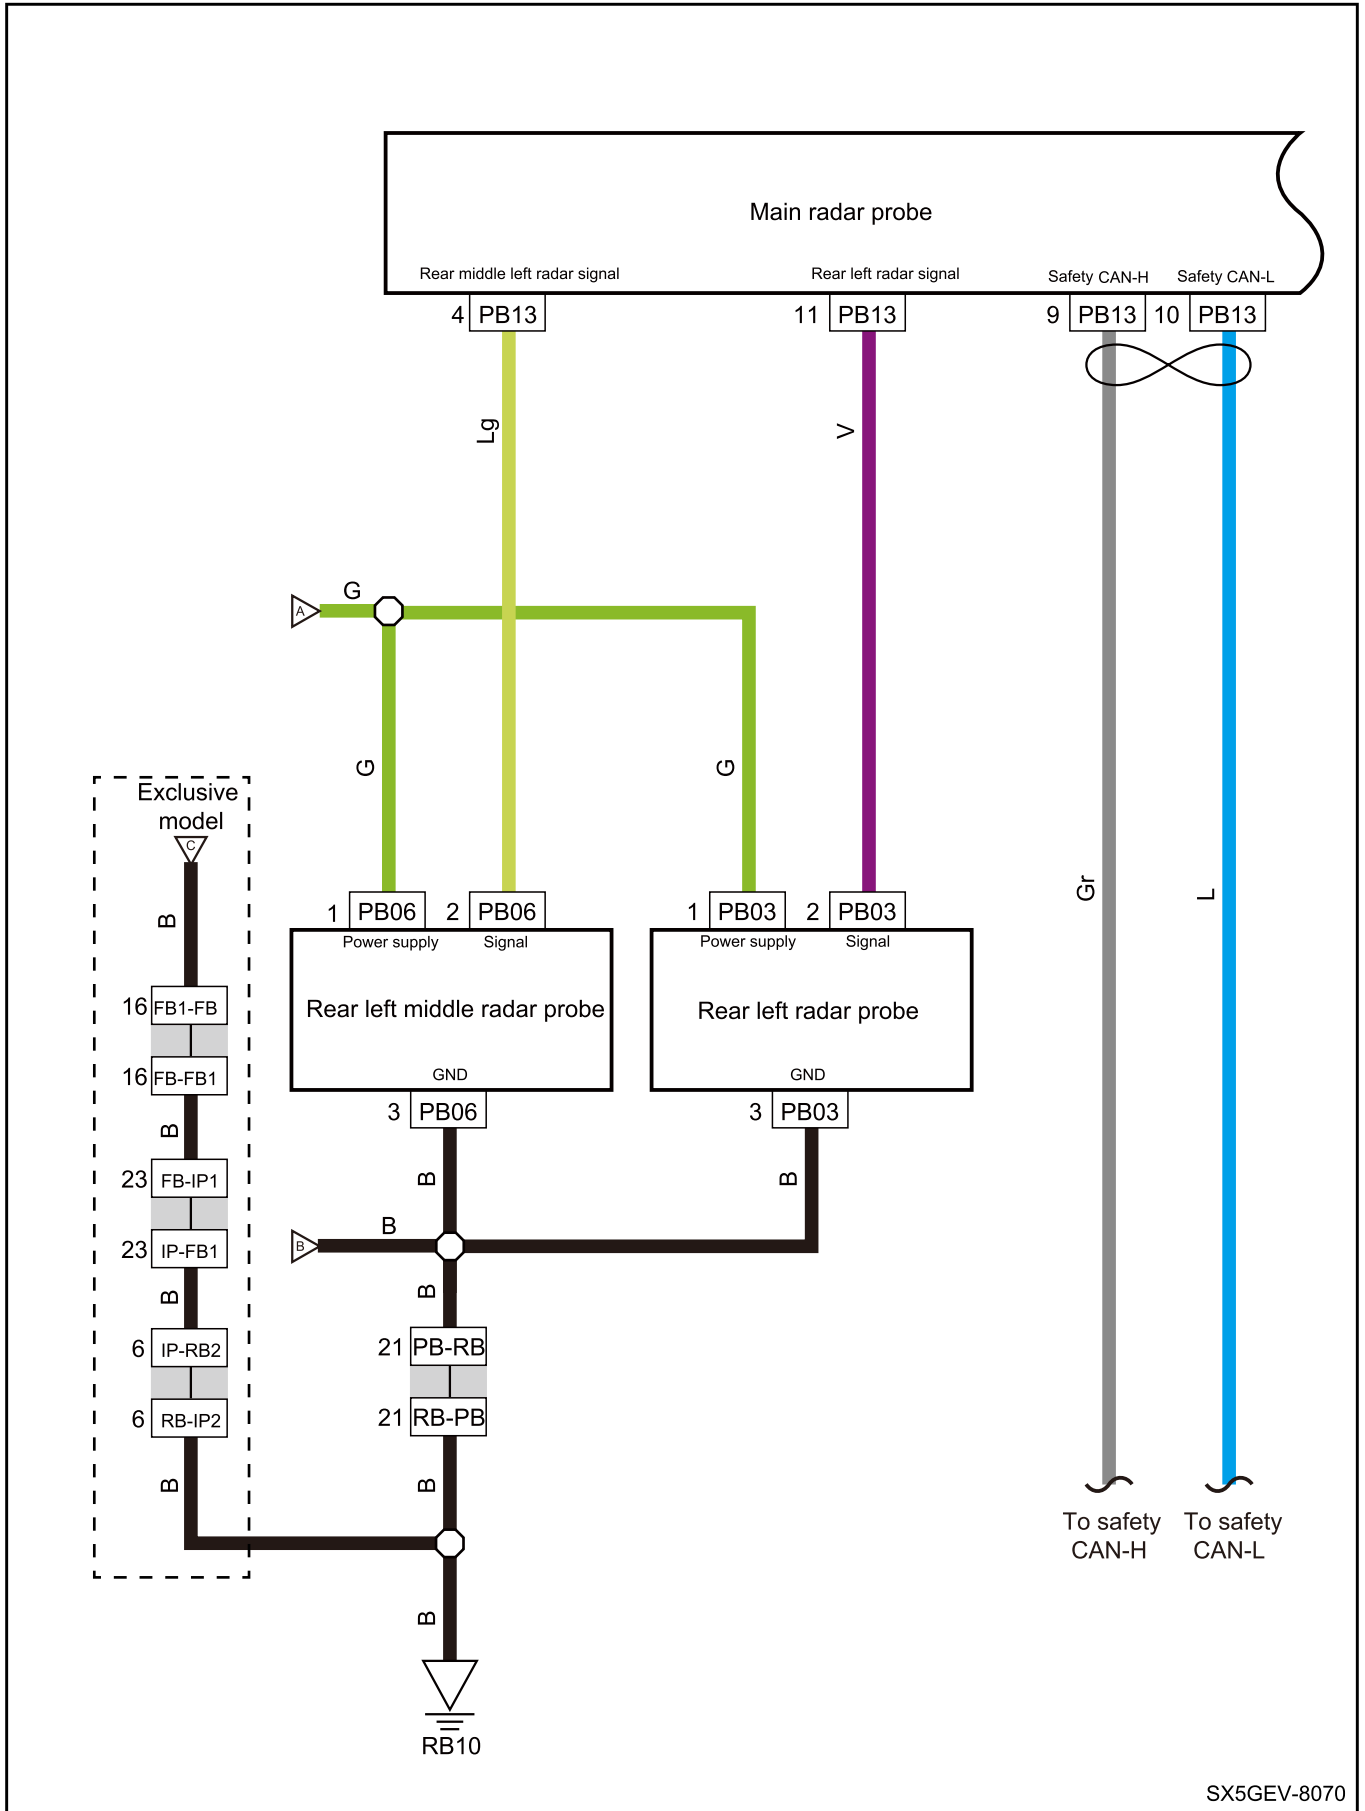 Main radar probe
Rear middle left radar signal
Rear left radar signal
Safety CAN-H
Safety CAN-L
4 PB13
11 PB13
9 PB13
10 PB13
Lg
V
A
G
G
G
Gr
L
Exclusive
model
C
B
1 PB06
2 PB06
1 PB03
2 PB03
Power supply
Signal
Power supply
Signal
Rear left middle radar probe
Rear left radar probe
GND
GND
3 PB06
3 PB03
16 FB1-FB
16 FB-FB1
B
23 FB-IP1
23 IP-FB1
B
6 IP-RB2
6 RB-IP2
B
B
B
B
B
B
21 PB-RB
21 RB-PB
B
B
RB10
To safety
CAN-H
To safety
CAN-L
SX5GEV-8070